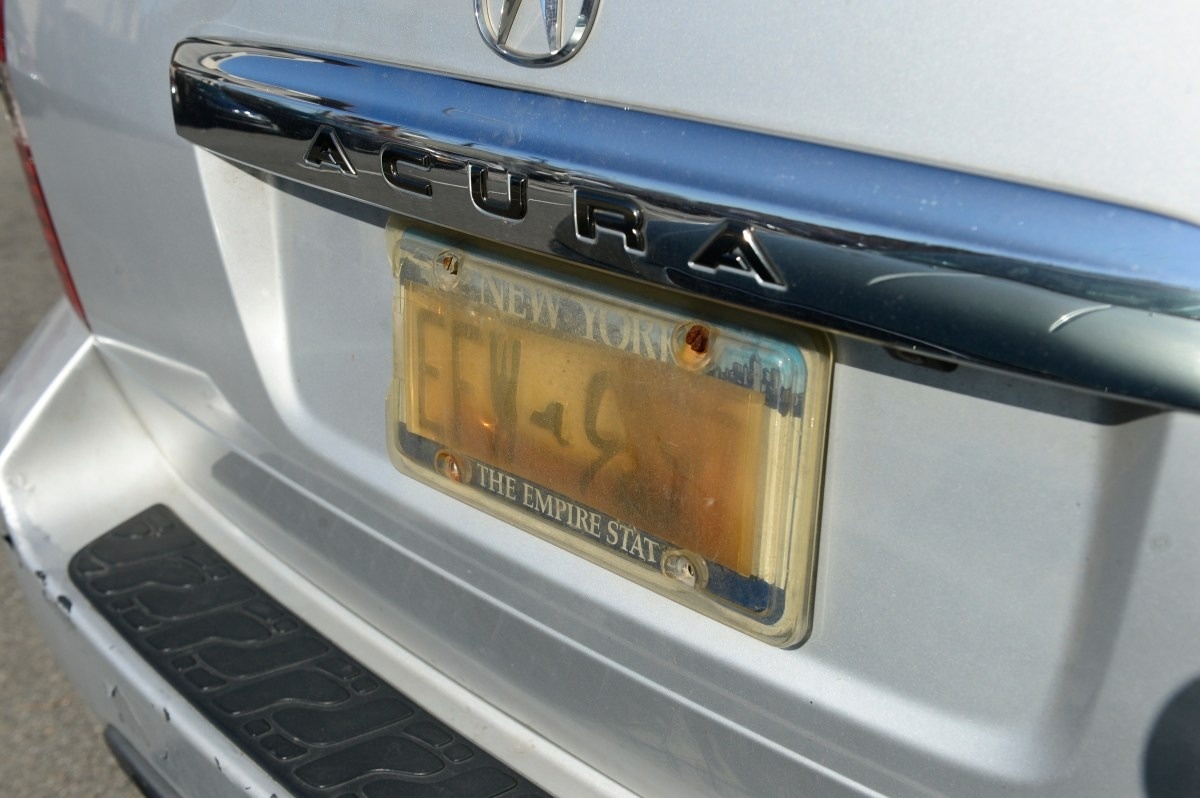 ACURA
NEW YORK
THE EMPIRE STAT